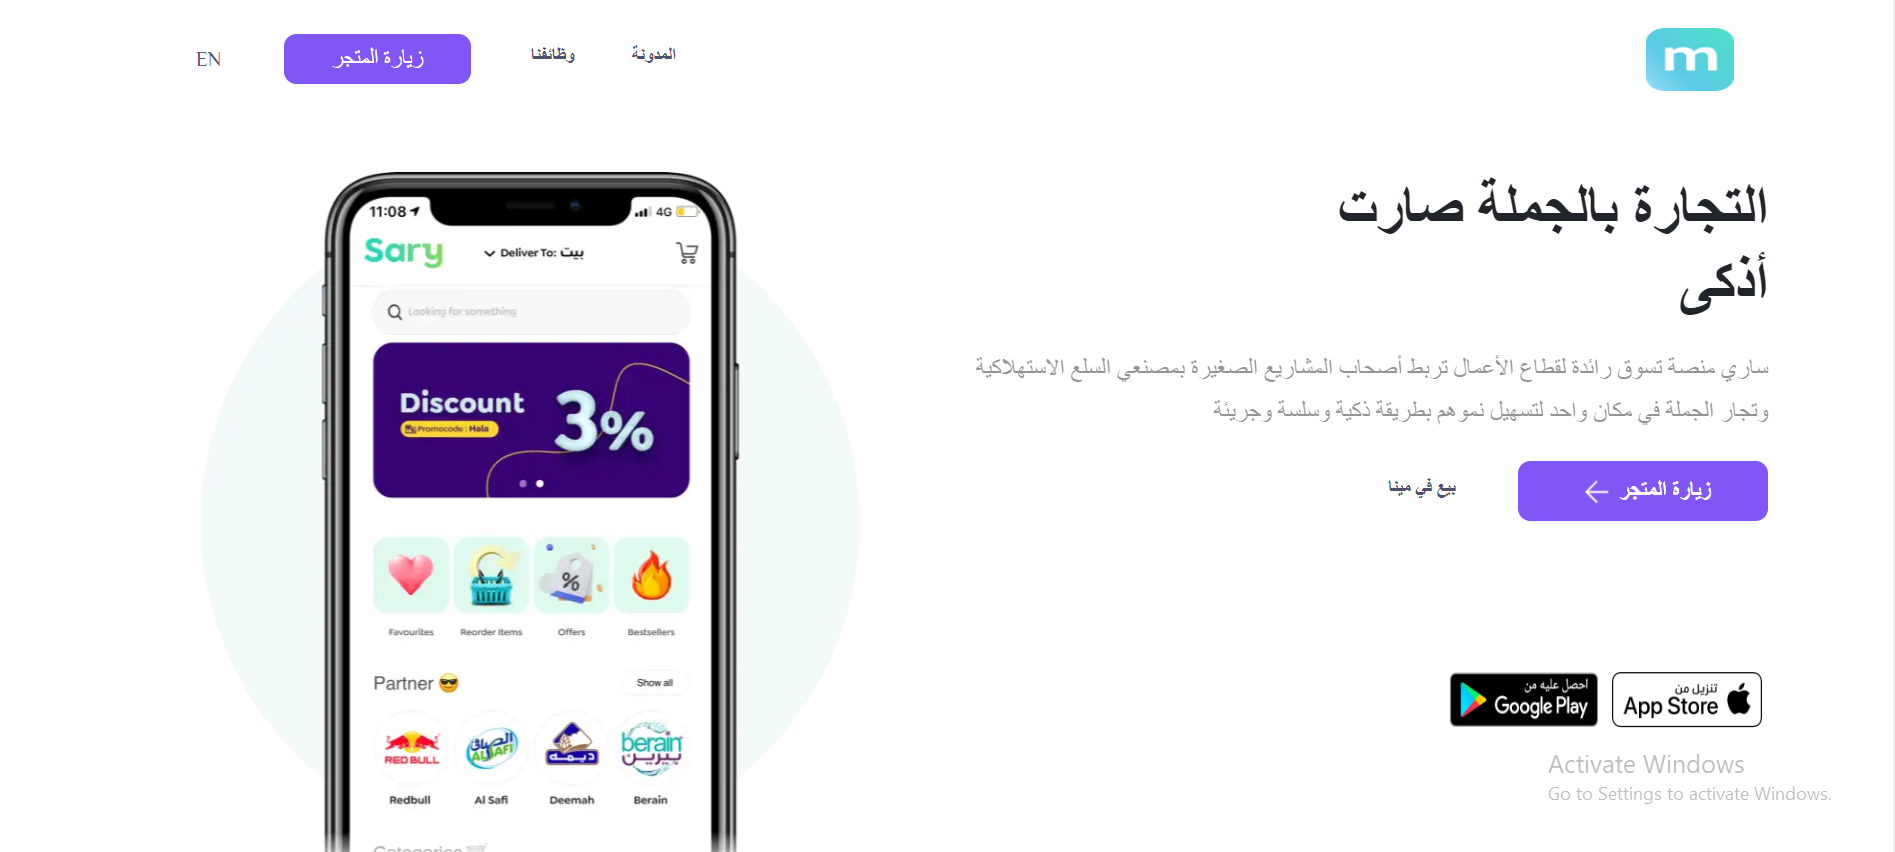 m
المدونة
وظائفنا
زيارة المتجر
EN
التجارة بالجملة صارت
أذكى
ساري منصة تسوق رائدة لقطاع الأعمال تربط أصحاب المشاريع الصغيرة بمصنعي السلع الاستهلاكية
وتجار الجملة في مكان واحد لتسهيل نموهم بطريقة ذكية وسلسة وجريئة
زيارة المتجر
بيع في مينا
تنزيل من
App Store
احصل عليه من
Google Play
11:08
4G
Sary
Deliver To: بيت
Looking for something
Discount 3%
Promocode : Hala
Favourites
Reorder Items
Offers
%
Bestsellers
Partner
Show all
RED BULL
الصافي
AL SAFI
ديمه
berain
بيرين
Redbull
Al Safi
Deemah
Berain
Categories
Activate Windows
Go to Settings to activate Windows.